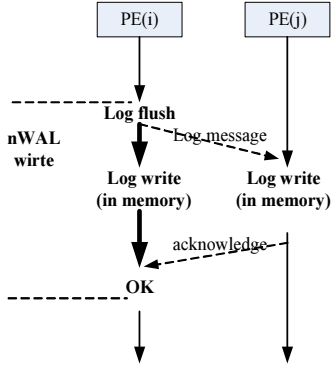 PE(i)
PE(j)
Log flush
Log message
nWAL
wirte
Log write
(in memory)
Log write
(in memory)
acknowledge
OK